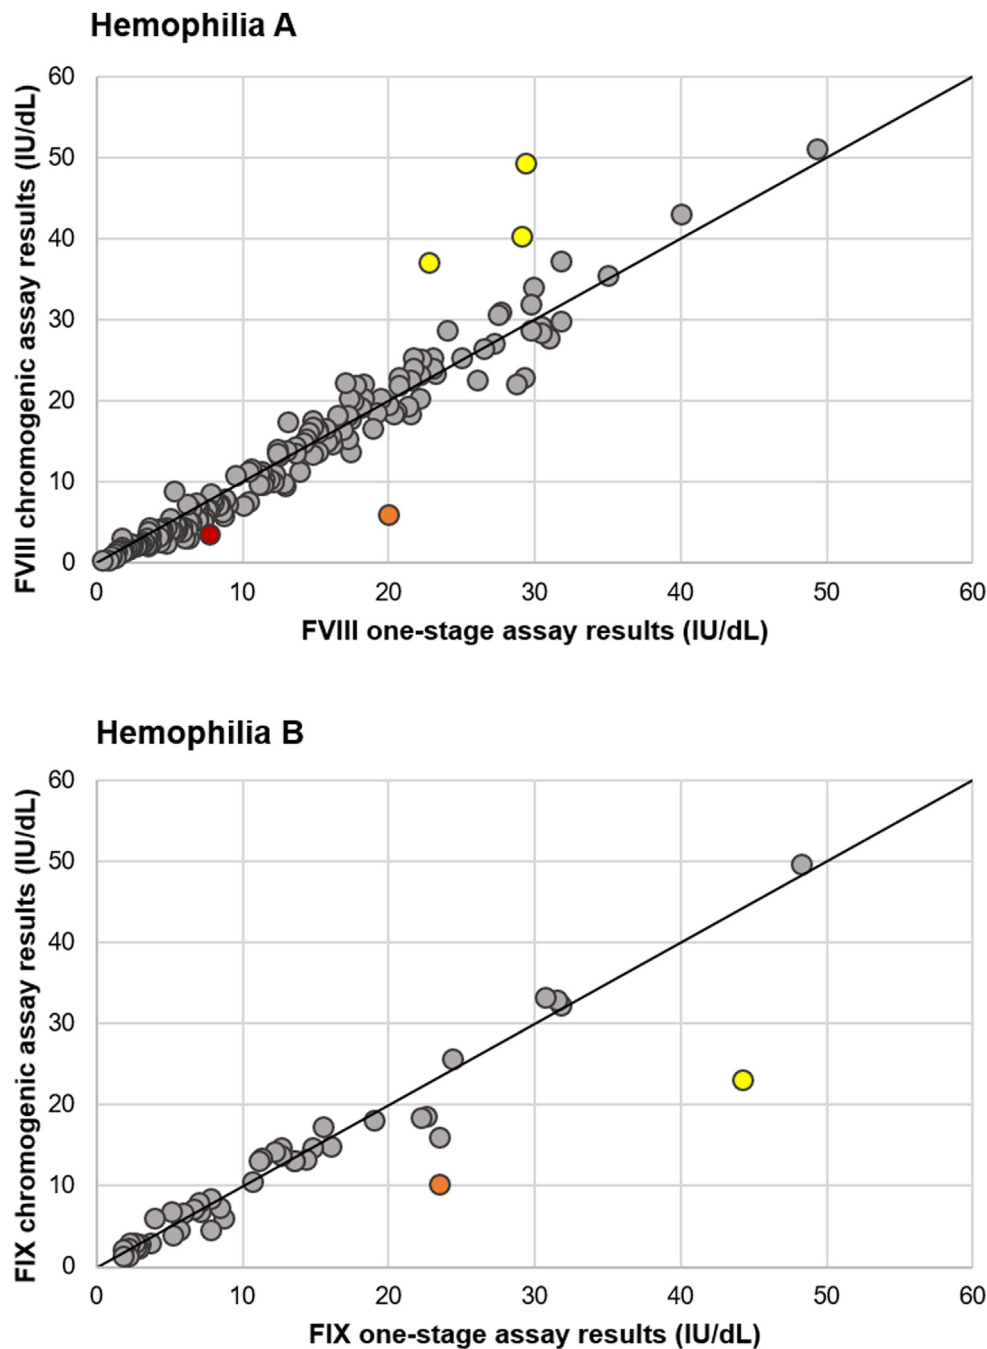 Hemophilia A
FVIII chromogenic assay results (IU/dL)
60
50
40
30
20
10
0
0 10 20 30 40 50 60
FVIII one-stage assay results (IU/dL)
Hemophilia B
FIX chromogenic assay results (IU/dL)
60
50
40
30
20
10
0
0 10 20 30 40 50 60
FIX one-stage assay results (IU/dL)